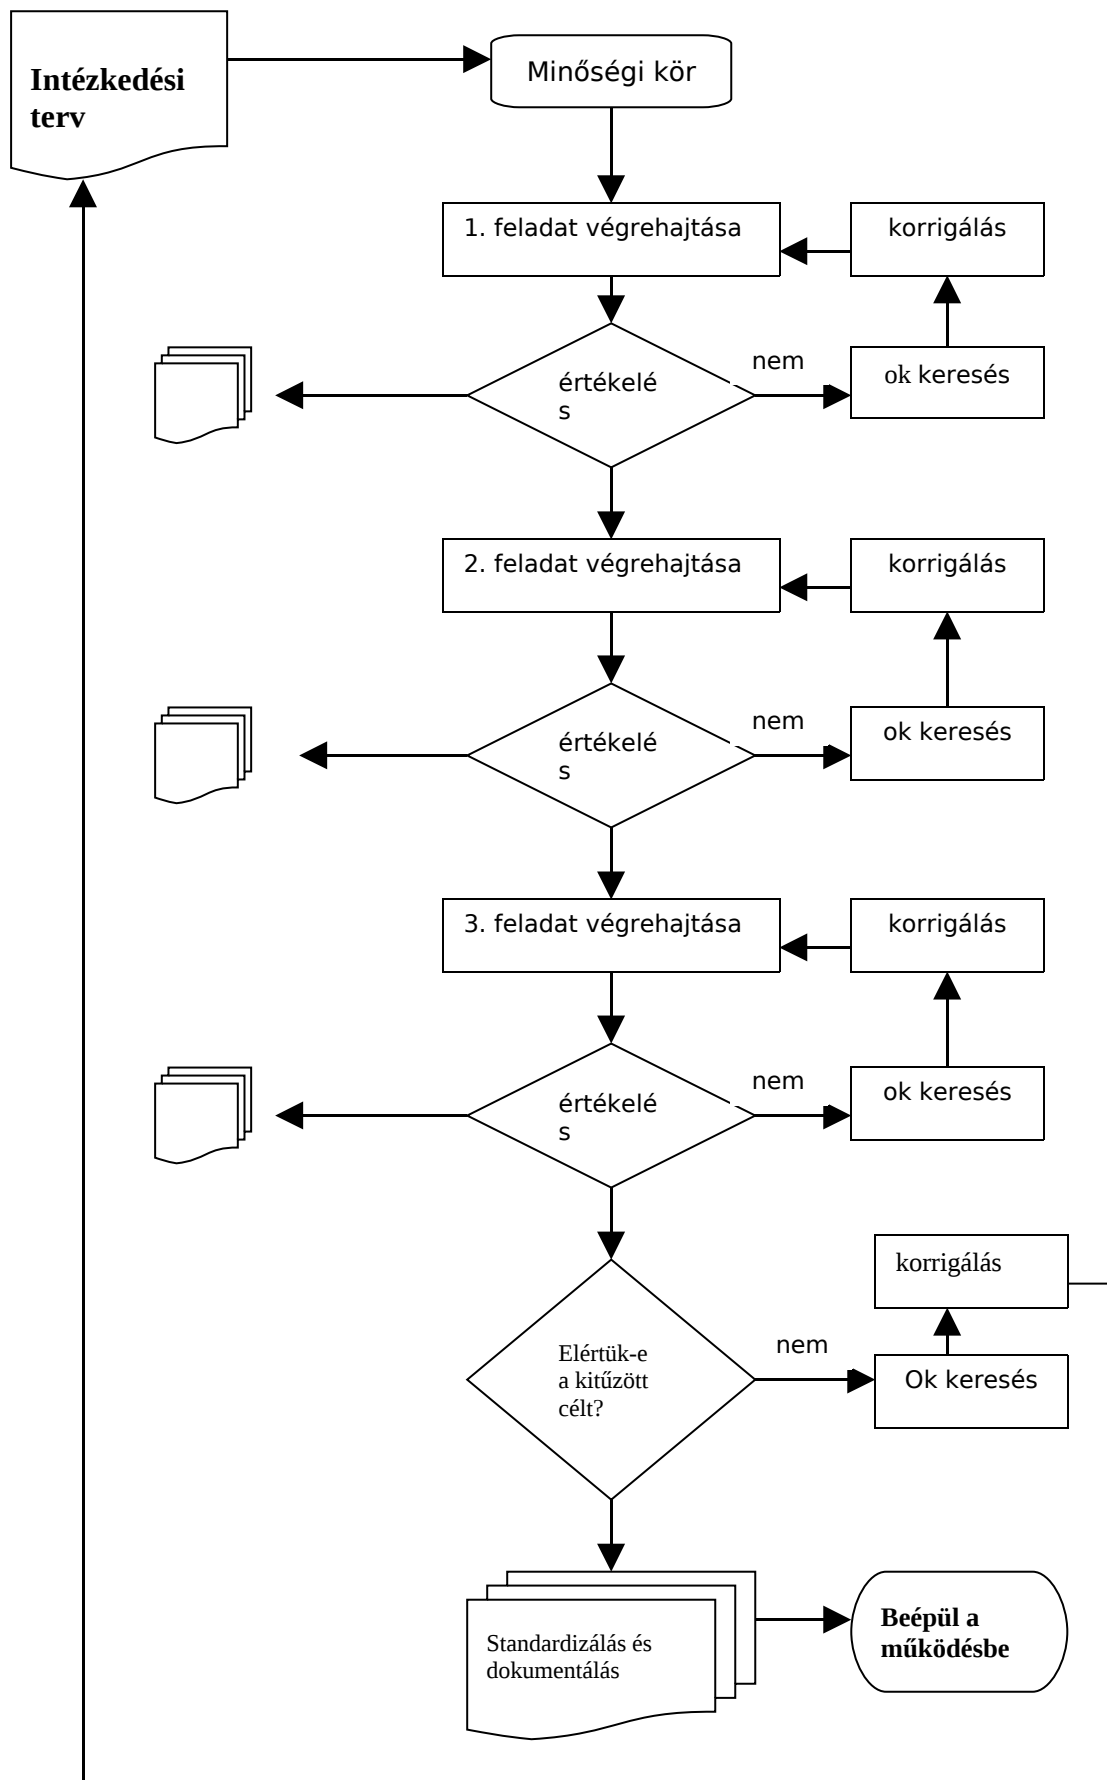 Intézkedési
terv
Minőségi kör
1. feladat végrehajtása
korrigálás
nem
értékelé
s
ok keresés
2. feladat végrehajtása
korrigálás
nem
értékelé
s
ok keresés
3. feladat végrehajtása
korrigálás
nem
értékelé
s
ok keresés
korrigálás
Elértük-e
a kitűzött
célt?
nem
Ok keresés
Standardizálás és
dokumentálás
Beépül a
működésbe